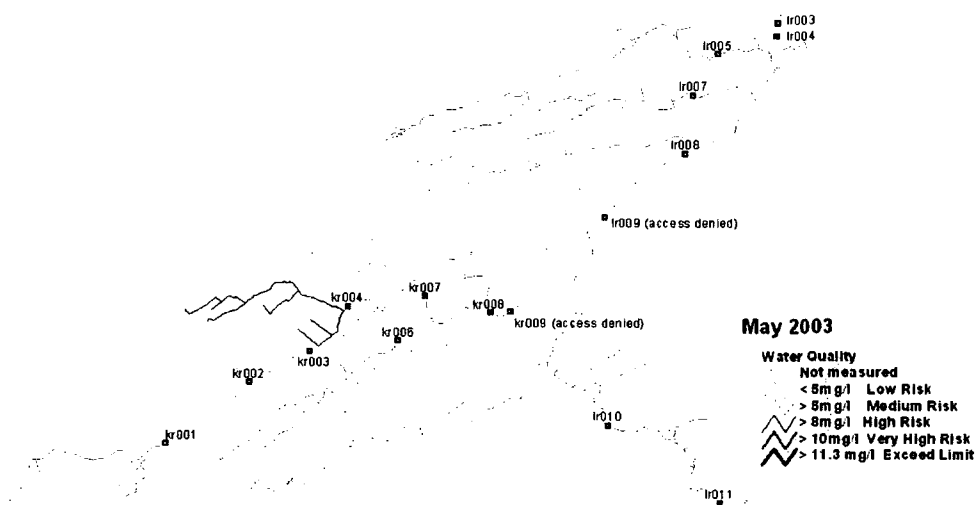 lr003
lr004
lr005
lr007
lr008
lr009 (access denied)
kr004
kr007
kr008
kr009 (access denied)
kr006
kr003
kr002
kr001
lr010
lr011
May 2003
Water Quality
Not measured
< 5mg/l Low Risk
> 5mg/l Medium Risk
> 8mg/l High Risk
> 10mg/l Very High Risk
> 11.3 mg/l Exceed Limit